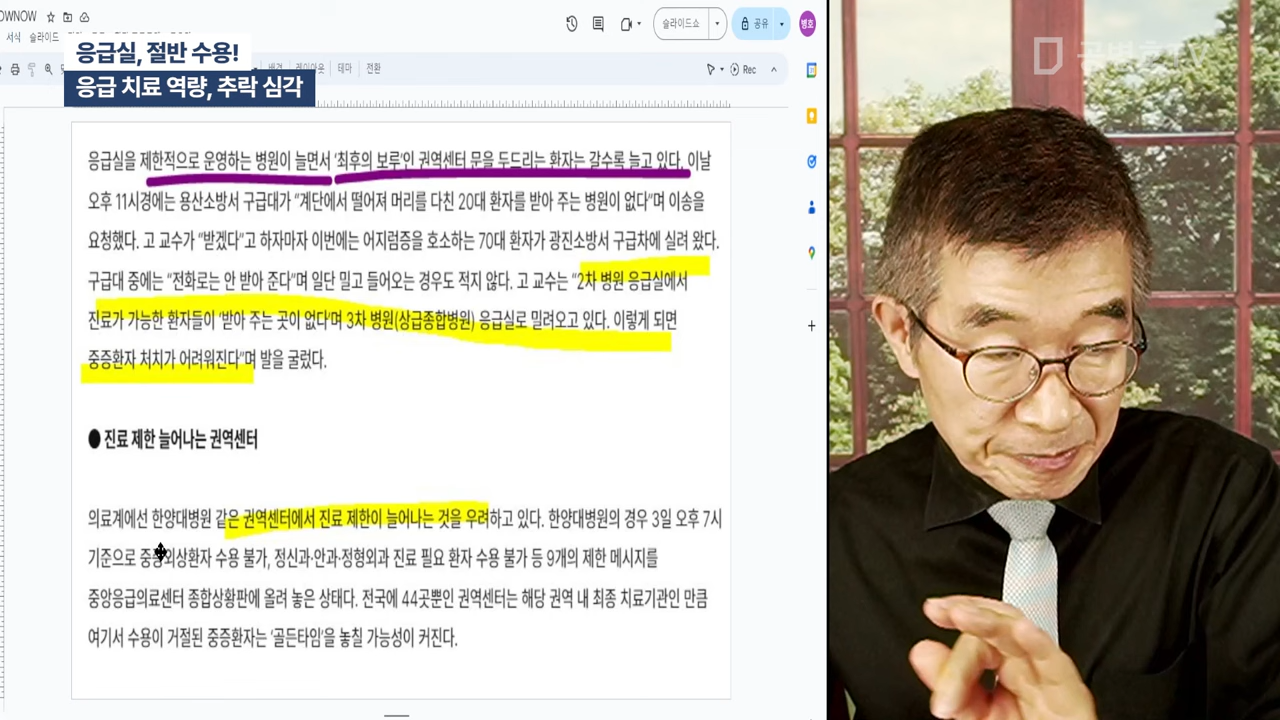 OWNOW
서식 슬라이드
슬라이드쇼
공유
병호
응급실, 절반 수용!
응급 치료 역량, 추락 심각
배경 레이아웃 테마 전환
Rec
응급실을 제한적으로 운영하는 병원이 늘면서 ‘최후의 보루’인 권역센터 문을 두드리는 환자는 갈수록 늘고 있다. 이날
오후 11시경에는 용산소방서 구급대가 “계단에서 떨어져 머리를 다친 20대 환자를 받아 주는 병원이 없다”며 이송을
요청했다. 고 교수가 “받겠다”고 하자마자 이번에는 어지럼증을 호소하는 70대 환자가 광진소방서 구급차에 실려 왔다.
구급대 중에는 “전화로는 안 받아 준다”며 일단 밀고 들어오는 경우도 적지 않다. 고 교수는 “2차 병원 응급실에서
진료가 가능한 환자들이 ‘받아 주는 곳이 없다’며 3차 병원(상급종합병원) 응급실로 밀려오고 있다. 이렇게 되면
중증환자 처치가 어려워진다”며 발을 굴렀다.
● 진료 제한 늘어나는 권역센터
의료계에선 한양대병원 같은 권역센터에서 진료 제한이 늘어나는 것을 우려하고 있다. 한양대병원의 경우 3일 오후 7시
기준으로 중증외상환자 수용 불가, 정신과·안과·정형외과 진료 필요 환자 수용 불가 등 9개의 제한 메시지를
중앙응급의료센터 종합상황판에 올려 놓은 상태다. 전국에 44곳뿐인 권역센터는 해당 권역 내 최종 치료기관인 만큼
여기서 수용이 거절된 중증환자는 ‘골든타임’을 놓칠 가능성이 커진다.